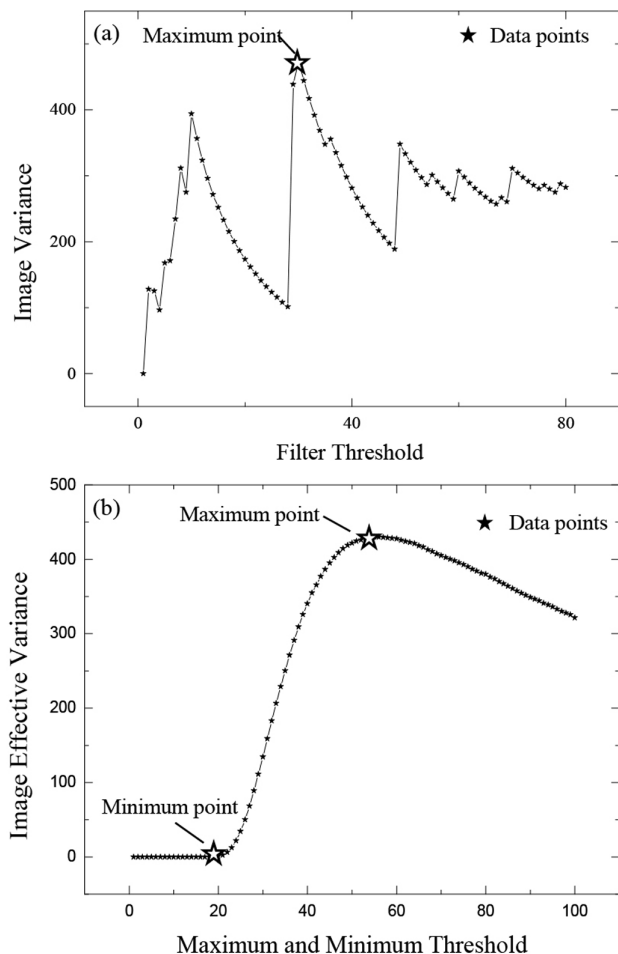 (a)
Maximum point
★ Data points
400
200
0
Image Variance
0 40 80
Filter Threshold
(b)
Maximum point
★ Data points
500
400
300
200
100
0
Image Effective Variance
Minimum point
0 20 40 60 80 100
Maximum and Minimum Threshold